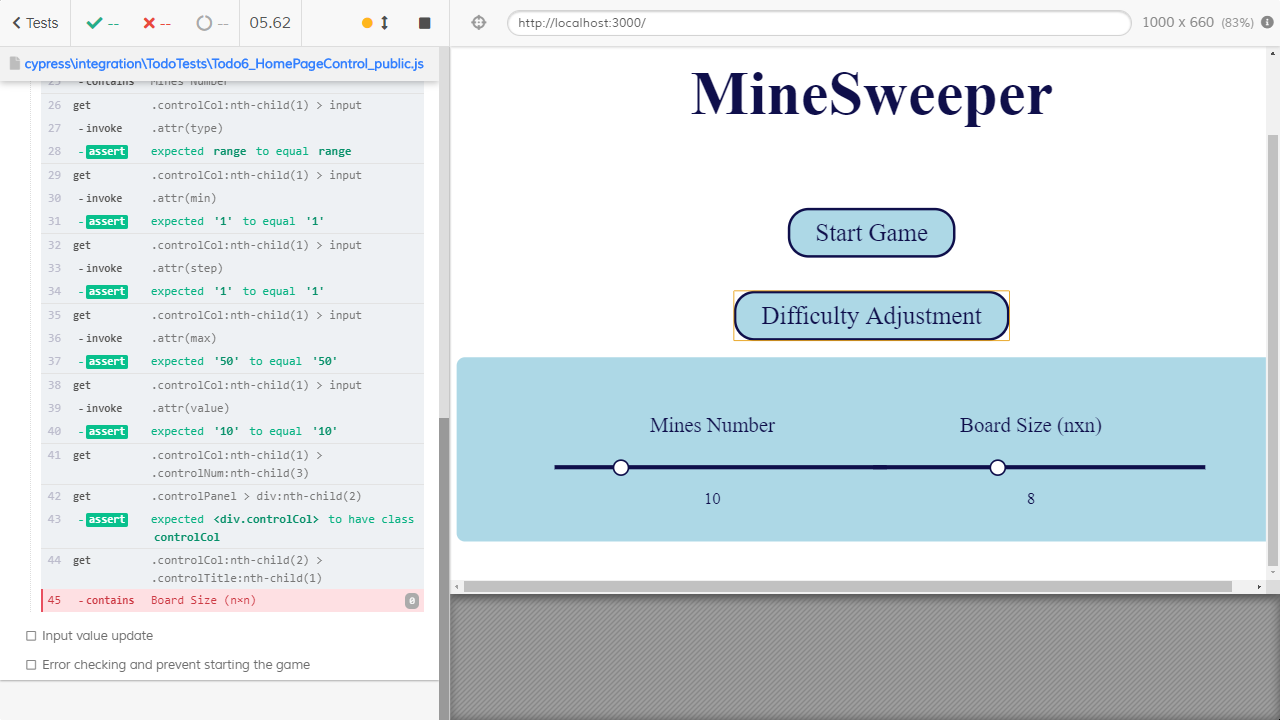 Tests
--
--
--
05.62
http://localhost:3000/
1000 x 660 (83%)
cypress\integration\TodoTests\Todo6_HomePageControl_public.js
25 -contains Mines Number
26 get .controlCol:nth-child(1) > input
27 -invoke .attr(type)
28 -assert expected range to equal range
29 get .controlCol:nth-child(1) > input
30 -invoke .attr(min)
31 -assert expected '1' to equal '1'
32 get .controlCol:nth-child(1) > input
33 -invoke .attr(step)
34 -assert expected '1' to equal '1'
35 get .controlCol:nth-child(1) > input
36 -invoke .attr(max)
37 -assert expected '50' to equal '50'
38 get .controlCol:nth-child(1) > input
39 -invoke .attr(value)
40 -assert expected '10' to equal '10'
41 get .controlCol:nth-child(1) >
.controlNum:nth-child(3)
42 get .controlPanel > div:nth-child(2)
43 -assert expected <div.controlCol> to have class
controlCol
44 get .controlCol:nth-child(2) >
.controlTitle:nth-child(1)
45 -contains Board Size (n×n) 0
Input value update
Error checking and prevent starting the game
MineSweeper
Start Game
Difficulty Adjustment
Mines Number
Board Size (nxn)
10
8